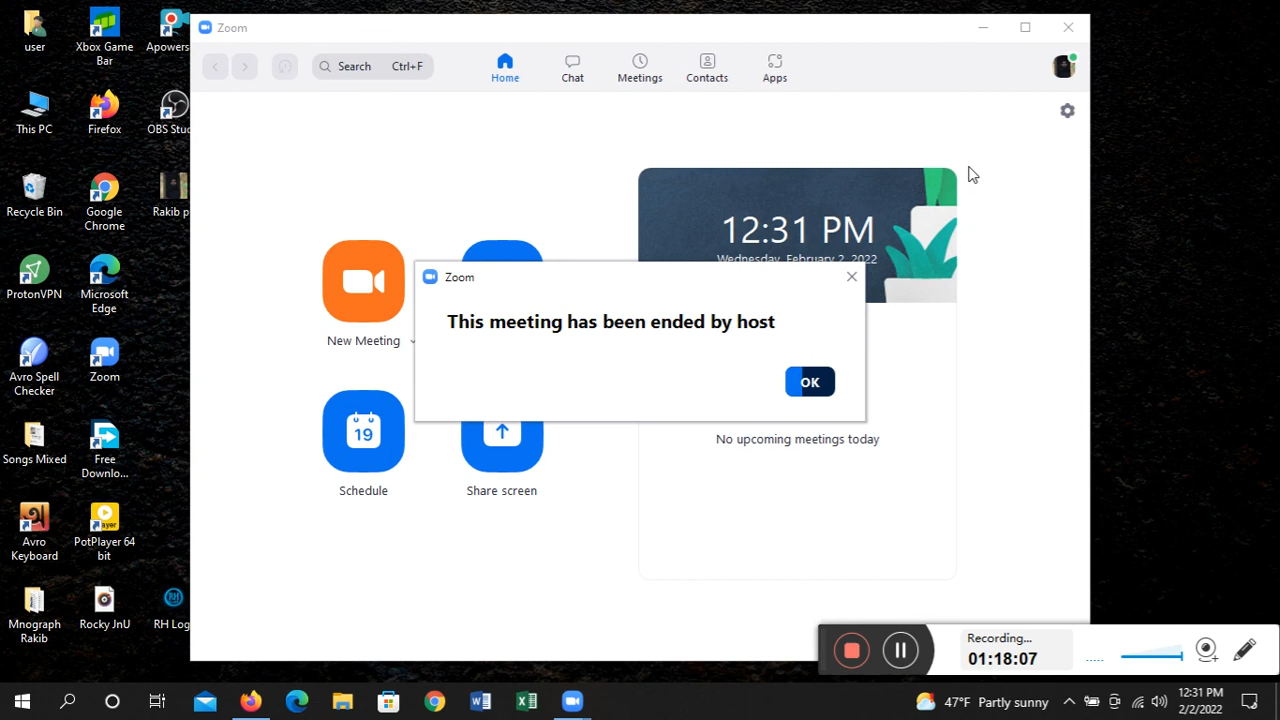 user
Xbox Game
Bar
Apowers
This PC
Firefox
OBS Stu
Recycle Bin
Google
Chrome
Rakib p
ProtonVPN
Microsoft
Edge
Avro Spell
Checker
Zoom
Songs Mixed
Free
Downlo...
Avro
Keyboard
PotPlayer 64
bit
Mnograph
Rakib
Rocky JnU
RH Log
Zoom
Search Ctrl+F
Home
Chat
Meetings
Contacts
Apps
12:31 PM
Wednesday, February 2, 2022
New Meeting
19
Schedule
Share screen
No upcoming meetings today
Zoom
This meeting has been ended by host
OK
Recording...
01:18:07
47°F Partly sunny
12:31 PM
2/2/2022